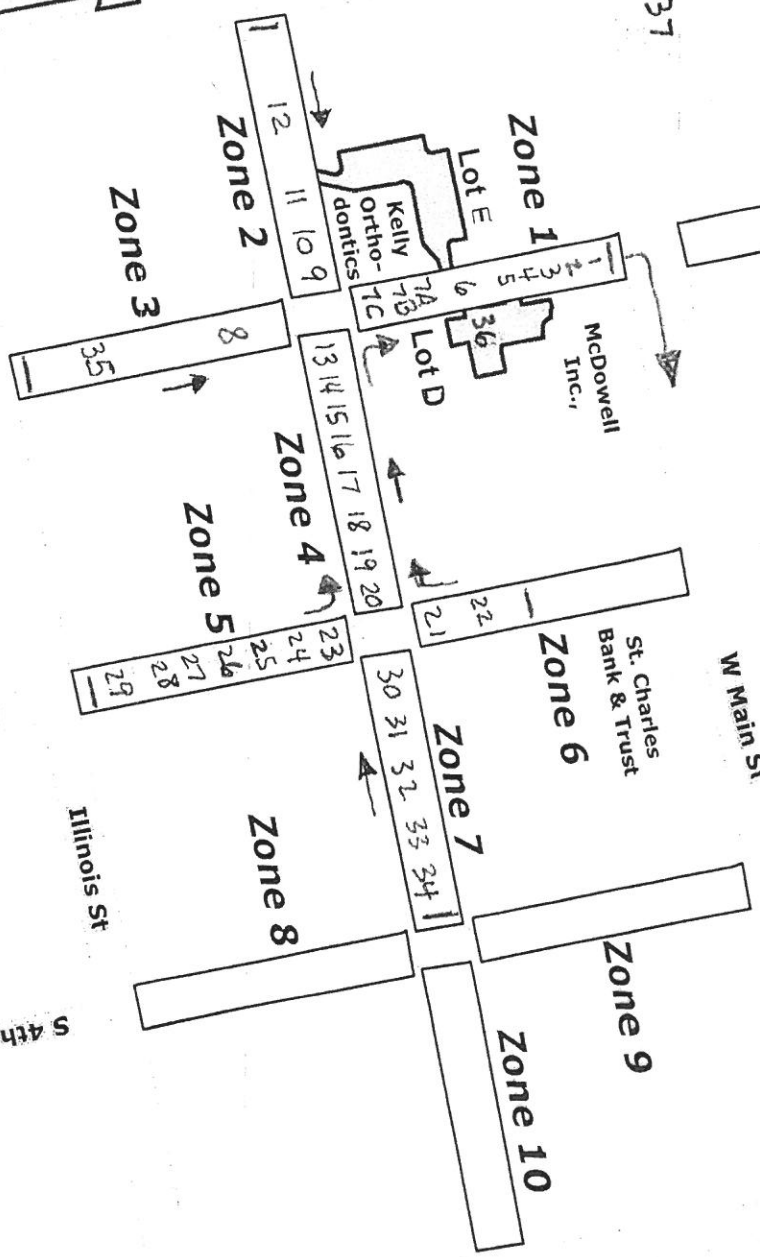 37
Zone 1
1
2
3
4
5
6
7A
7B
7C
Lot E
Kelly
Ortho-
dontics
Lot D
36
McDowell
Inc.,
Zone 2
12 11 10 9
Zone 3
8
35
13 14 15 16 17 18 19 20
Zone 4
Zone 5
23
24
25
26
27
28
29
21
22
Zone 6
St. Charles
Bank & Trust
W Main St
30 31 32 33 34
Zone 7
Zone 8
Illinois St
S 4th
Zone 9
Zone 10